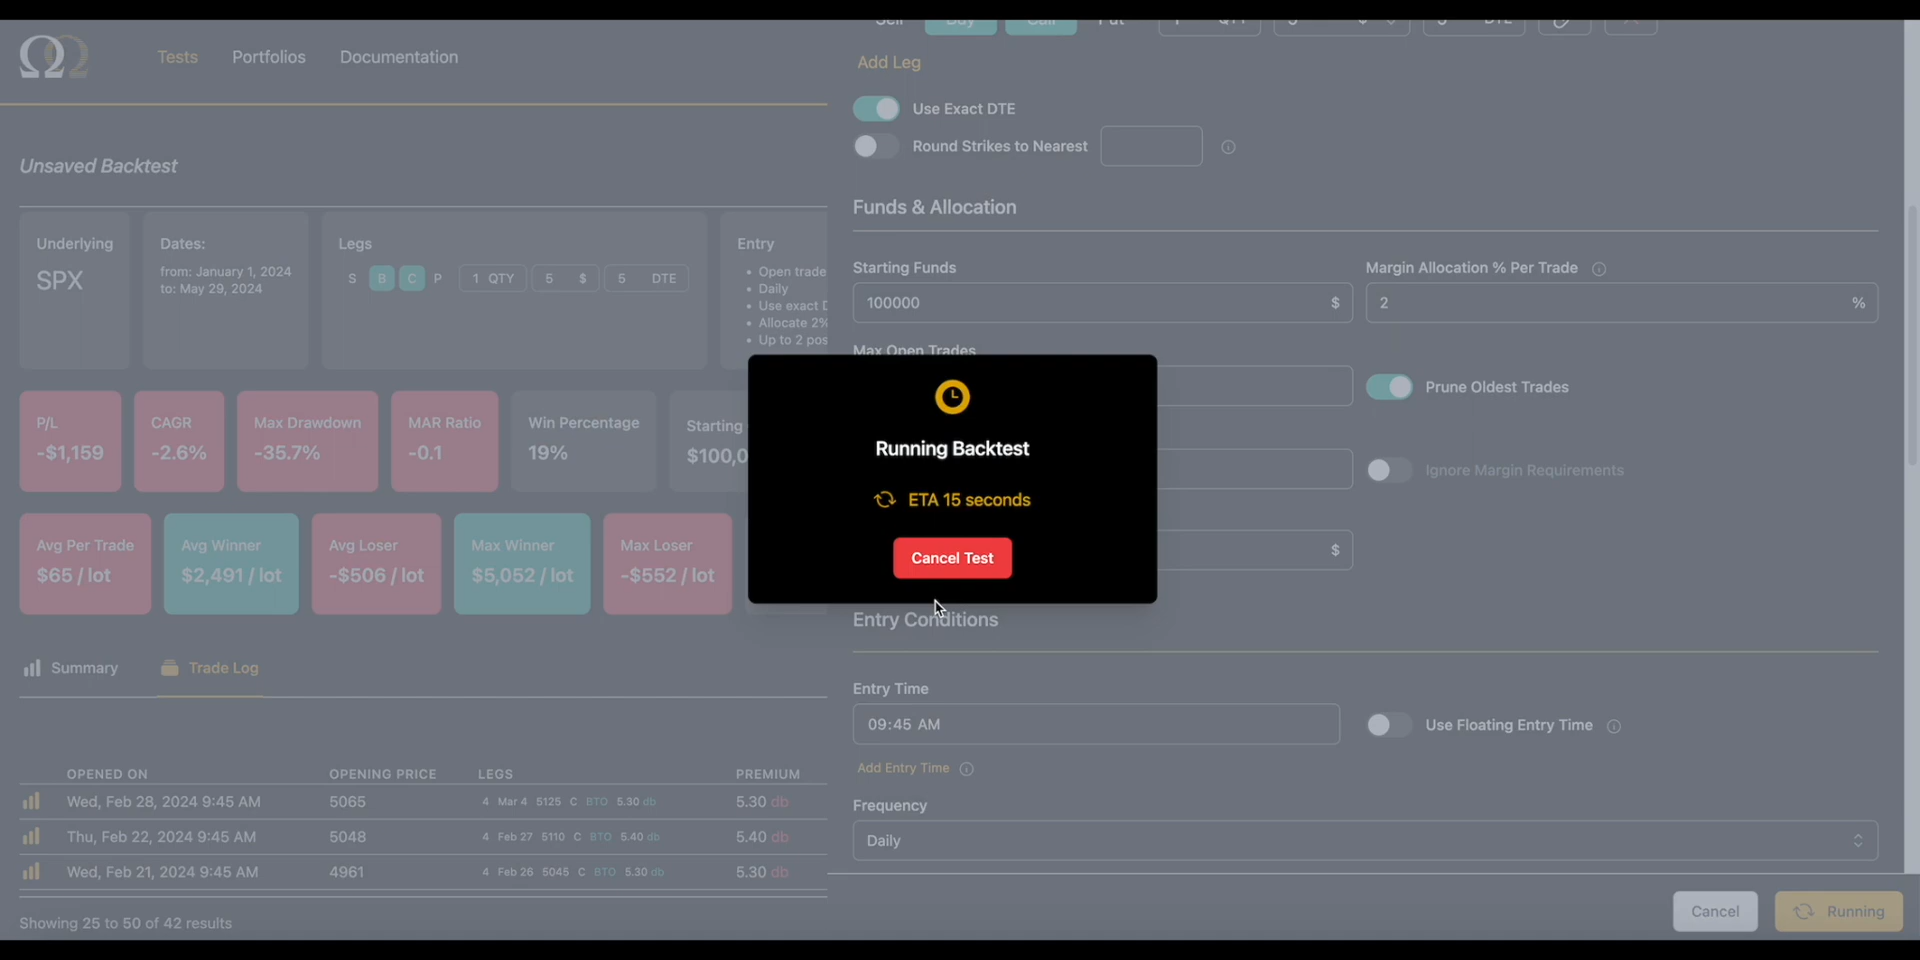 Tests Portfolios Documentation
Unsaved Backtest
Underlying
SPX
Dates:
from: January 1, 2024
to: May 29, 2024
Legs
S B C P 1 QTY 5 $ 5 DTE
Entry
• Open trade
• Daily
• Use exact
• Allocate 2%
• Up to 2 pos
P/L
-$1,159
CAGR
-2.6%
Max Drawdown
-35.7%
MAR Ratio
-0.1
Win Percentage
19%
Starting
$100,0
Avg Per Trade
$65 / lot
Avg Winner
$2,491 / lot
Avg Loser
-$506 / lot
Max Winner
$5,052 / lot
Max Loser
-$552 / lot
Summary Trade Log
OPENED ON OPENING PRICE LEGS PREMIUM
Wed, Feb 28, 2024 9:45 AM 5065 4 Mar 4 5125 C BTO 5.30 db 5.30 db
Thu, Feb 22, 2024 9:45 AM 5048 4 Feb 27 5110 C BTO 5.40 db 5.40 db
Wed, Feb 21, 2024 9:45 AM 4961 4 Feb 26 5045 C BTO 5.30 db 5.30 db
Showing 25 to 50 of 42 results
Running Backtest
ETA 15 seconds
Cancel Test
Add Leg
Use Exact DTE
Round Strikes to Nearest
Funds & Allocation
Starting Funds
100000 $
Margin Allocation % Per Trade
2 %
Max Open Trades
Prune Oldest Trades
Ignore Margin Requirements
$
Entry Conditions
Entry Time
09:45 AM
Use Floating Entry Time
Add Entry Time
Frequency
Daily
Cancel Running